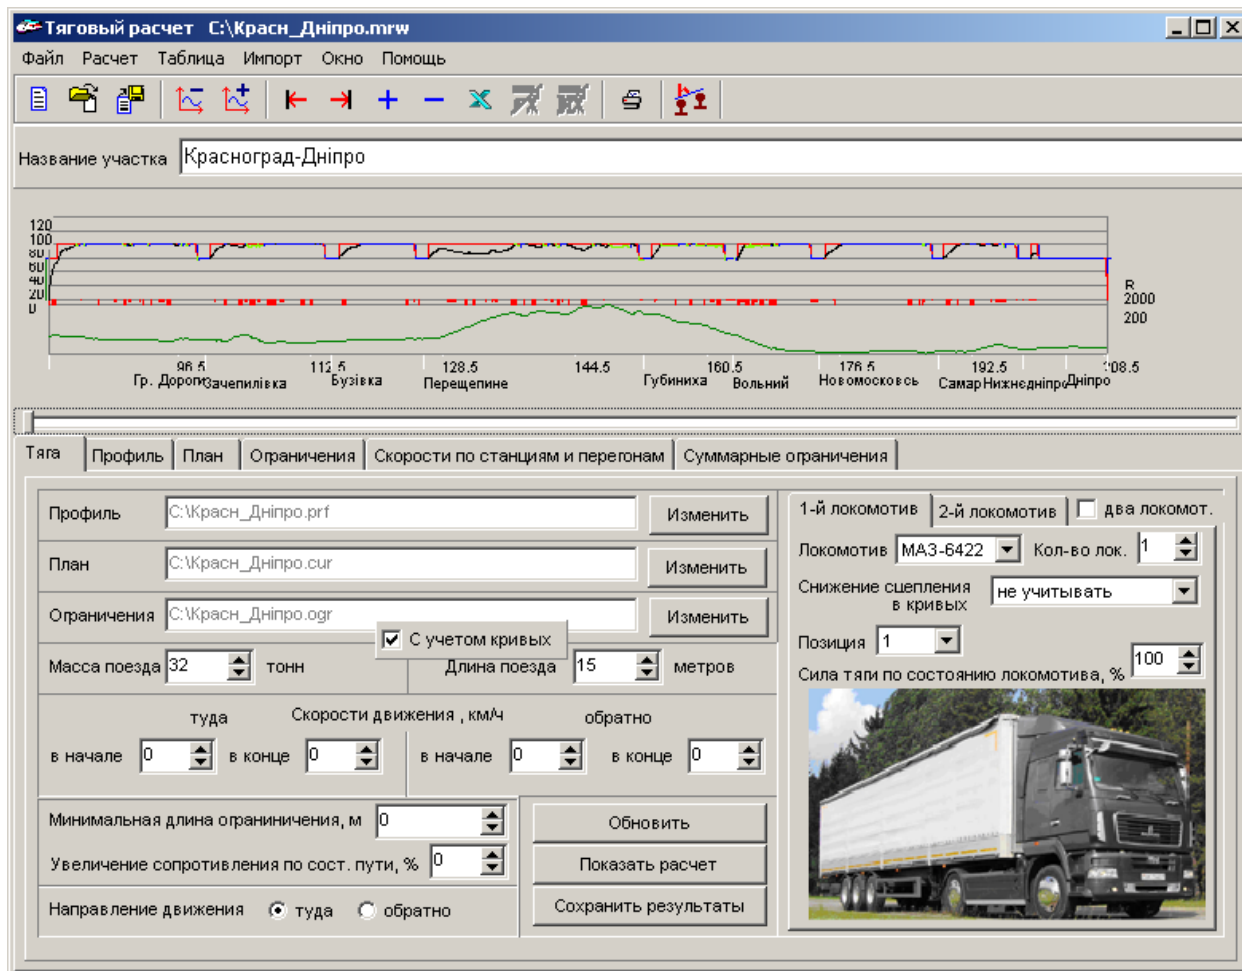 Тяговый расчет C:\Красн_Дніпро.mrw
Файл Расчет Таблица Импорт Окно Помощь
Название участка Красноград-Дніпро
120
100
80
60
40
20
0
R
2000
200
96.5 112.5 128.5 144.5 160.5 176.5 192.5 208.5
Зачепилівка Бузівка Перещепине Губиниха Вольний Новомосковсь Самар Нижнєдніпро Дніпро
Тяга Профиль План Ограничения Скорости по станциям и перегонам Суммарные ограничения
Профиль C:\Красн_Дніпро.prf Изменить
План C:\Красн_Дніпро.cur Изменить
Ограничения C:\Красн_Дніпро.ogr Изменить
С учетом кривых
Масса поезда 32 тонн Длина поезда 15 метров
туда Скорости движения , км/ч обратно
в начале 0 в конце 0 в начале 0 в конце 0
Минимальная длина ограниничения, м 0
Увеличение сопротивления по сост. пути, % 0
Направление движения туда обратно
Обновить
Показать расчет
Сохранить результаты
1-й локомотив 2-й локомотив два локомот.
Локомотив МАЗ-6422 Кол-во лок. 1
Снижение сцепления
в кривых не учитывать
Позиция 1
Сила тяги по состоянию локомотива, % 100